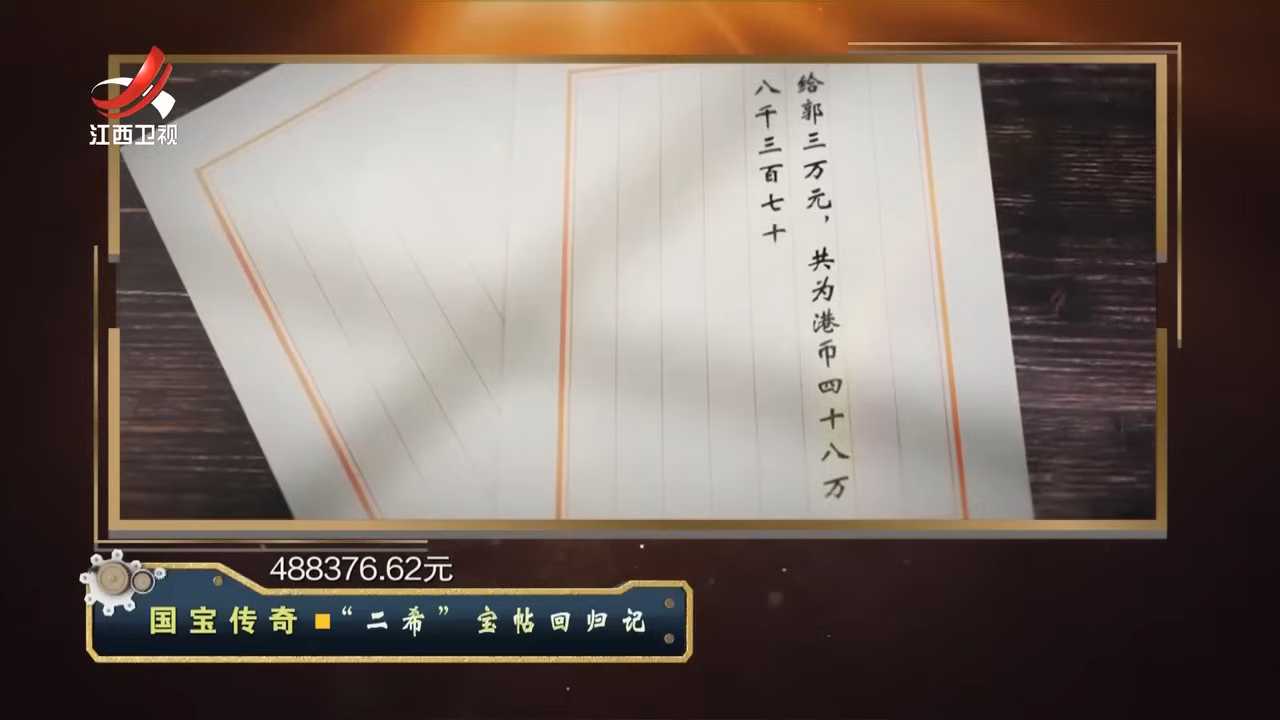 江西卫视
给郭三万元，共为港币四十八万
八千三百七十
488376.62元
国宝传奇■“二希”宝帖回归记